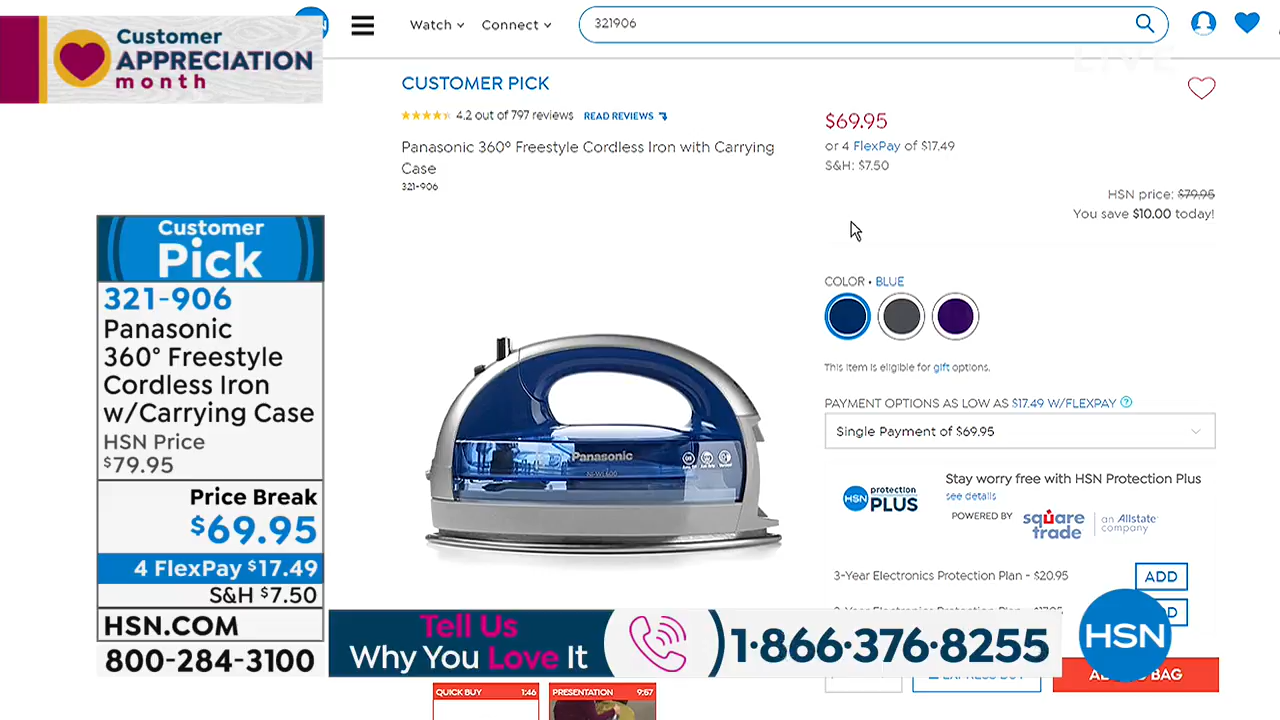 Customer
APPRECIATION
month
Watch
Connect
321906
LIVE
CUSTOMER PICK
4.2 out of 797 reviews READ REVIEWS
Panasonic 360° Freestyle Cordless Iron with Carrying
Case
321-906
$69.95
or 4 FlexPay of $17.49
S&H: $7.50
HSN price: $79.95
You save $10.00 today!
COLOR • BLUE
This item is eligible for gift options.
PAYMENT OPTIONS AS LOW AS $17.49 W/FLEXPAY ?
Single Payment of $69.95
HSN protection
PLUS
Stay worry free with HSN Protection Plus
see details
POWERED BY square
trade
an Allstate
company
3-Year Electronics Protection Plan - $20.95
ADD
Customer
Pick
321-906
Panasonic
360° Freestyle
Cordless Iron
w/Carrying Case
HSN Price
$79.95
Price Break
$69.95
4 FlexPay $17.49
S&H $7.50
HSN.COM
800-284-3100
Panasonic
Tell Us
Why You Love It
1•866•376•8255
HSN
QUICK BUY 1:46
PRESENTATION 9:57
BAG